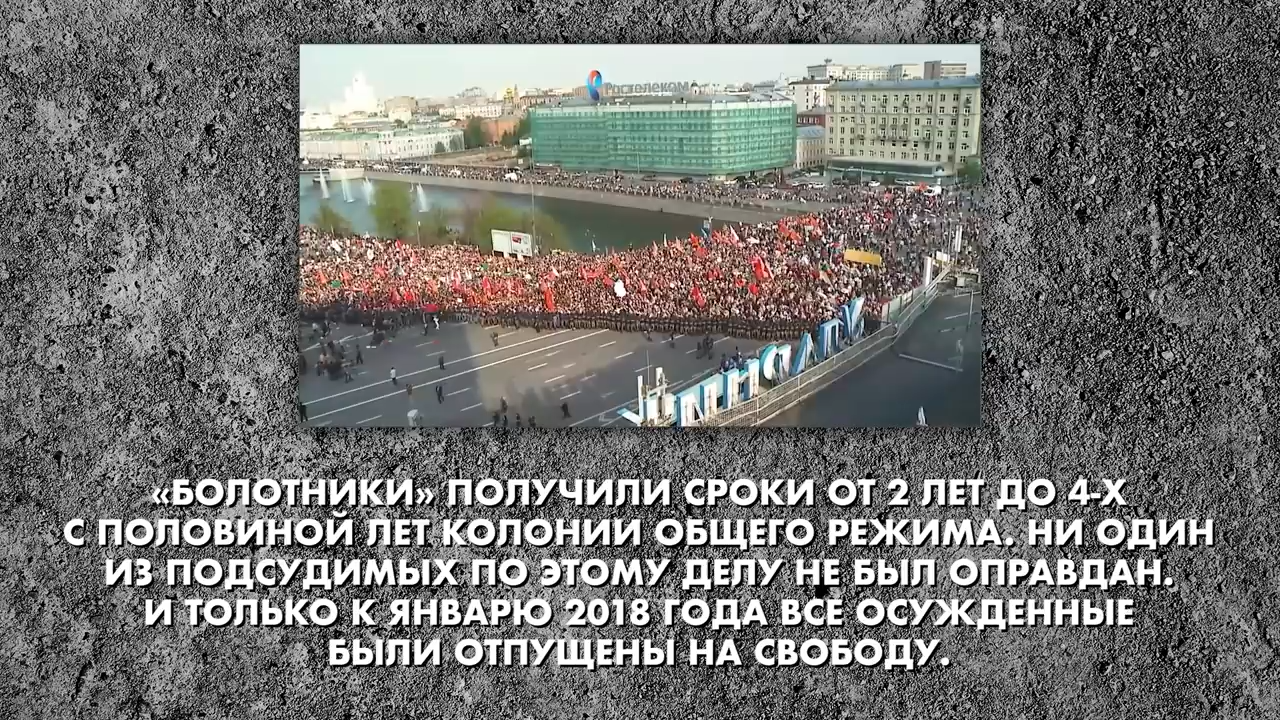 Ростелеком
«БОЛОТНИКИ» ПОЛУЧИЛИ СРОКИ ОТ 2 ЛЕТ ДО 4-Х
С ПОЛОВИНОЙ ЛЕТ КОЛОНИИ ОБЩЕГО РЕЖИМА. НИ ОДИН
ИЗ ПОДСУДИМЫХ ПО ЭТОМУ ДЕЛУ НЕ БЫЛ ОПРАВДАН.
И ТОЛЬКО К ЯНВАРЮ 2018 ГОДА ВСЕ ОСУЖДЕННЫЕ
БЫЛИ ОТПУЩЕНЫ НА СВОБОДУ.